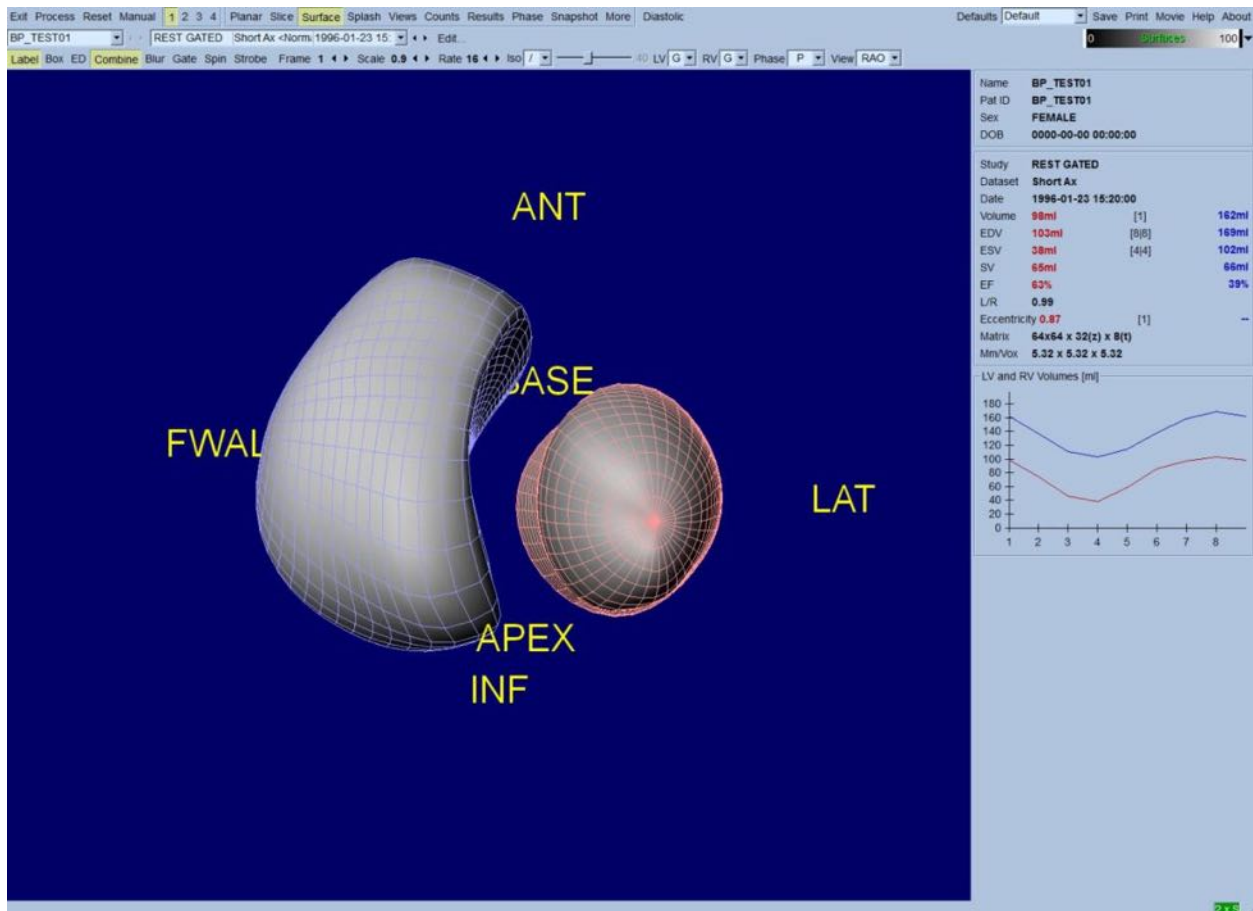 Exit Process Reset Manual 1 2 3 4 Planar Slice Surface Splash Views Counts Results Phase Snapshot More Diastolic Defaults Default Save Print Movie Help About
BP_TEST01 REST GATED Short Ax <Norm 1996-01-23 15: Edit...
0 Surfaces 100
Label Box ED Combine Blur Gate Spin Strobe Frame 1 Scale 0.9 Rate 16 Iso / 40 LV G RV G Phase P View RAO
Name BP_TEST01
Pat ID BP_TEST01
Sex FEMALE
DOB 0000-00-00 00:00:00
Study REST GATED
Dataset Short Ax
Date 1996-01-23 15:20:00
Volume 98ml [1] 162ml
EDV 103ml [8|8] 169ml
ESV 38ml [4|4] 102ml
SV 65ml 66ml
EF 63% 39%
L/R 0.99
Eccentricity 0.87 [1] --
Matrix 64x64 x 32(z) x 8(t)
Mm/Vox 5.32 x 5.32 x 5.32
LV and RV Volumes [ml]
180
160
140
120
100
80
60
40
20
0
1 2 3 4 5 6 7 8
ANT
BASE
FWAL
LAT
APEX
INF
2 x S